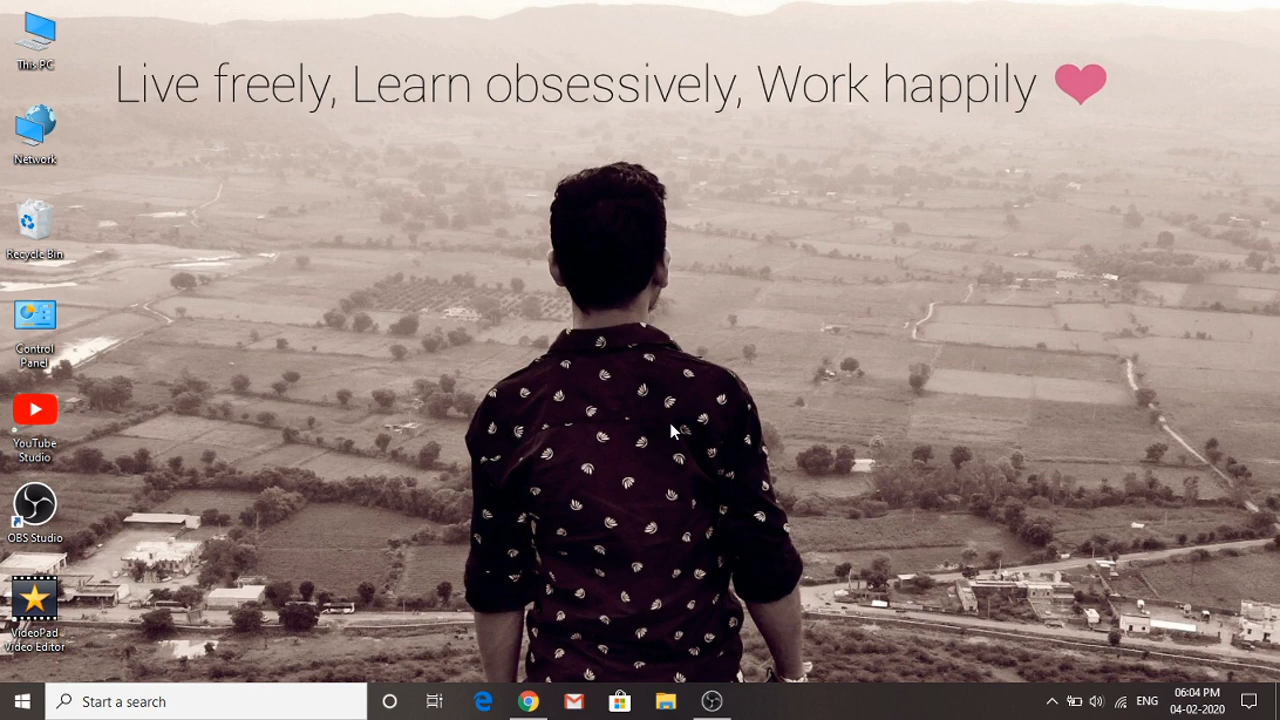 This PC
Live freely, Learn obsessively, Work happily
Network
Recycle Bin
Control
Panel
YouTube
Studio
OBS Studio
VideoPad
Video Editor
Start a search
ENG
06:04 PM
04-02-2020